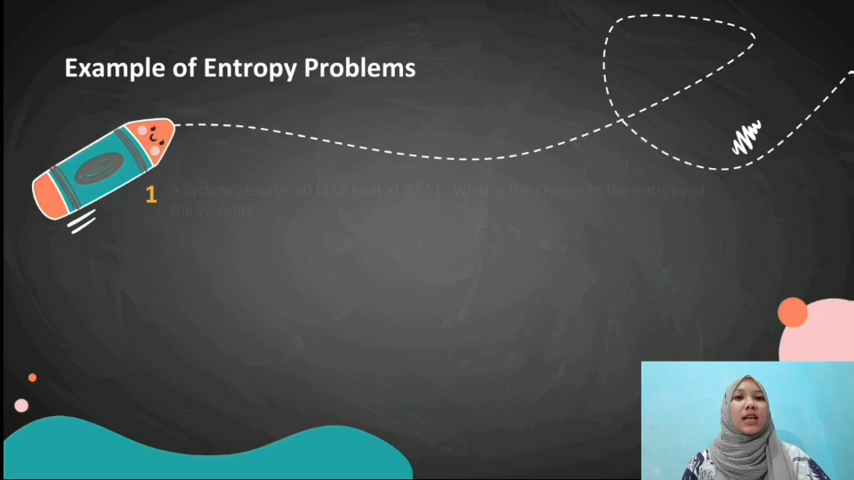 Example of Entropy Problems
1 A system absorbs 60 kJ of heat at 27 ° C. What is the change in the entropy of
the system?